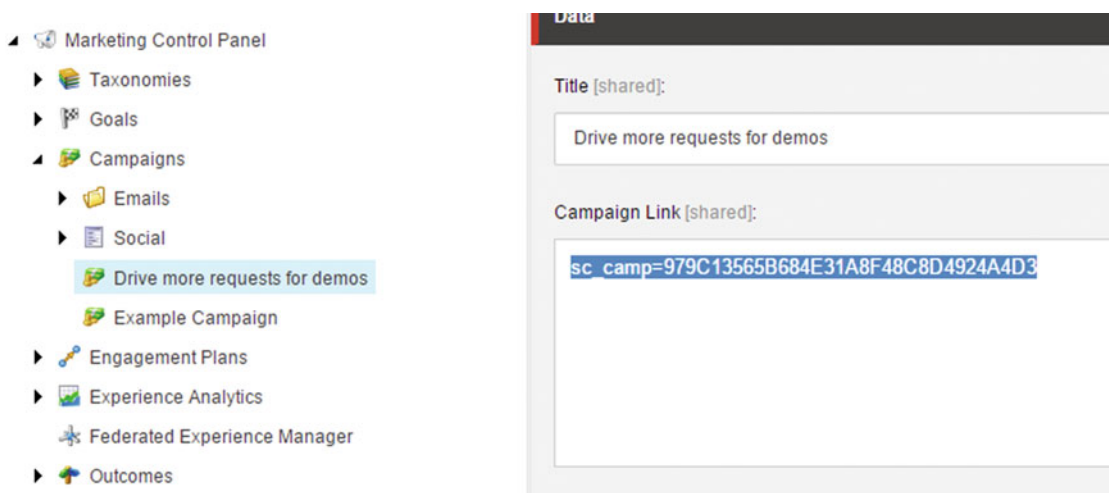 Marketing Control Panel
Taxonomies
Goals
Campaigns
Emails
Social
Drive more requests for demos
Example Campaign
Engagement Plans
Experience Analytics
Federated Experience Manager
Outcomes
Data
Title [shared]:
Drive more requests for demos
Campaign Link [shared]:
sc_camp=979C13565B684E31A8F48C8D4924A4D3